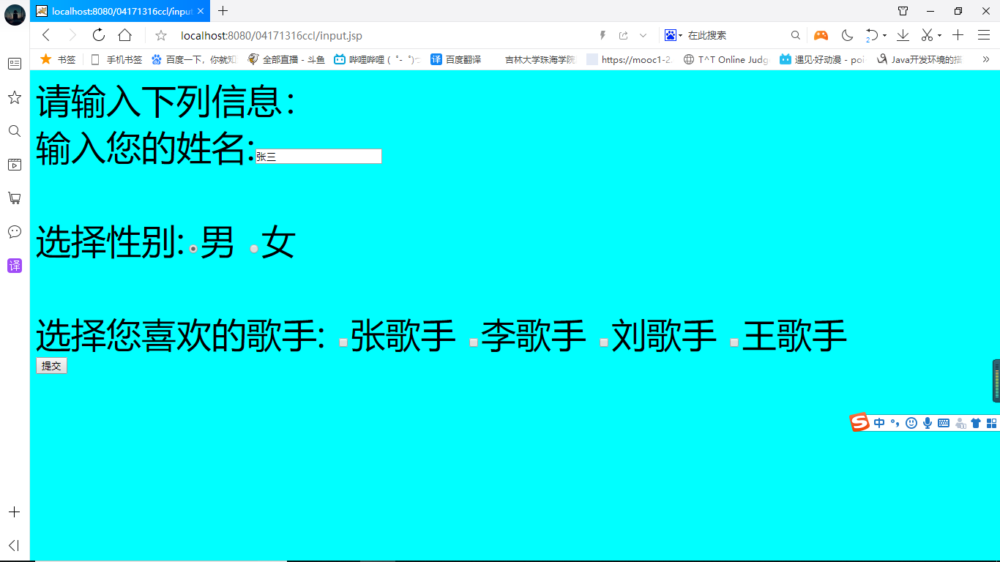 localhost:8080/04171316ccl/input
localhost:8080/04171316ccl/input.jsp
在此搜索
2
书签
手机书签
百度一下，你就知
全部直播 - 斗鱼
哔哩哔哩 ( ゜- ゜)つ
译
百度翻译
吉林大学珠海学院
https://mooc1-2.
T^T Online Judg
遇见·好动漫 - poi
Java开发环境的搭
请输入下列信息：
输入您的姓名:张三
选择性别: 男 女
译
选择您喜欢的歌手: 张歌手 李歌手 刘歌手 王歌手
提交
S 中